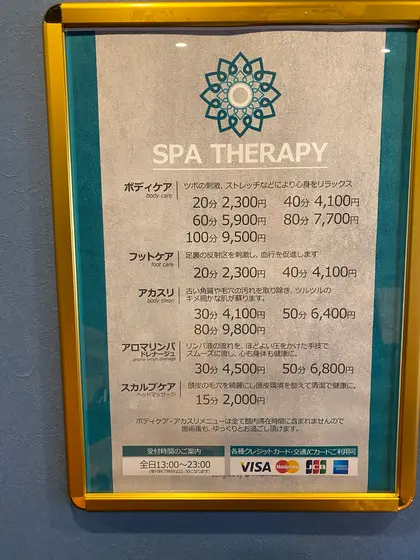 SPA THERAPY
ボディケア
body care
ツボの刺激、ストレッチなどにより心身をリラックス
20分 2,300円 40分 4,100円
60分 5,900円 80分 7,700円
100分 9,500円
フットケア
foot care
足裏の反射区を刺激し、血行を促進します
20分 2,300円 40分 4,100円
アカスリ
body clean
古い角質や毛穴の汚れを取り除き、ツルツルの
キメ細かな肌が蘇ります。
30分 4,100円 50分 6,400円
80分 9,800円
アロマリンパ
ドレナージュ
aroma lymph drainage
リンパ液の流れを、ほどよい圧をかけた手技で
スムーズに流し、心も身体も健康に。
30分 4,500円 50分 6,800円
スカルプケア
ヘッドマッサージ
頭皮の毛穴を綺麗にし頭皮環境を整えて清潔で健康に。
15分 2,000円
ボディケア・アカスリメニューは全て館内滞在時間に含まれませんので
施術後も、ゆっくりとお過ごし頂けます。
受付時間のご案内
全日13:00～23:00
各種クレジットカード・交通ICカードご利用可
VISA MasterCard JCB AMERICAN EXPRESS